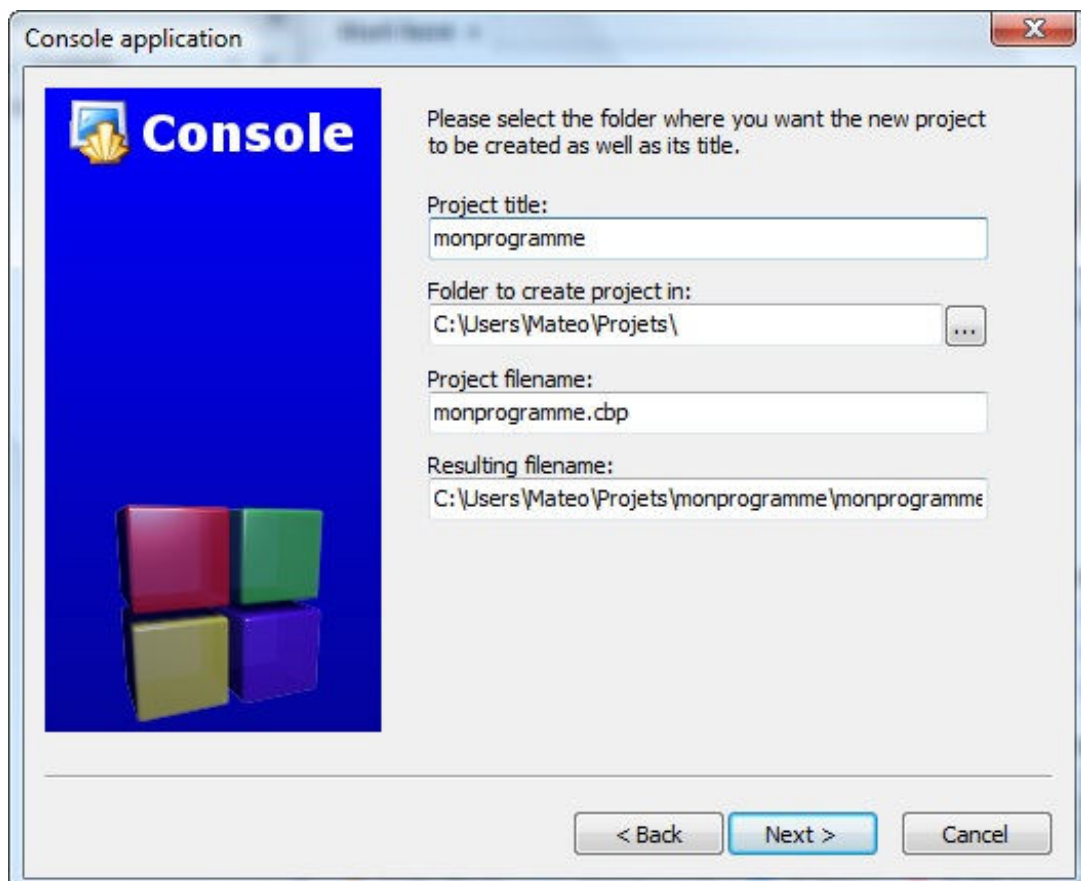 Console application
Console
Please select the folder where you want the new project
to be created as well as its title.
Project title:
monprogramme
Folder to create project in:
C:\Users\Mateo\Projets\
...
Project filename:
monprogramme.cbp
Resulting filename:
C:\Users\Mateo\Projets\monprogramme\monprogramme
< Back
Next >
Cancel